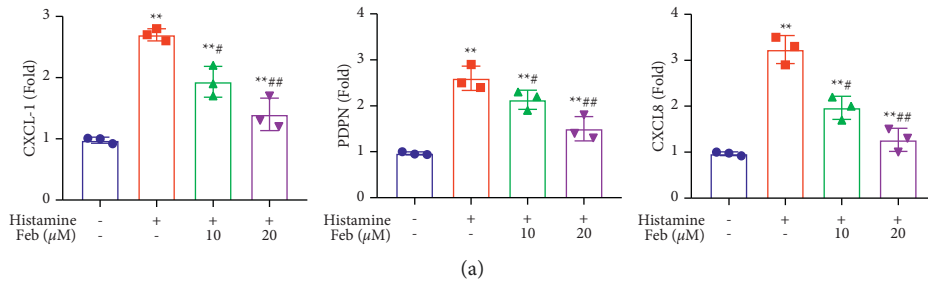 CXCL-1 (Fold)
3
2
1
0
**
**#
**##
Histamine - + + +
Feb (μM) - - 10 20
PDPN (Fold)
4
3
2
1
0
**
**#
**##
Histamine - + + +
Feb (μM) - - 10 20
CXCL8 (Fold)
4
3
2
1
0
**
**#
**##
Histamine - + + +
Feb (μM) - - 10 20
(a)